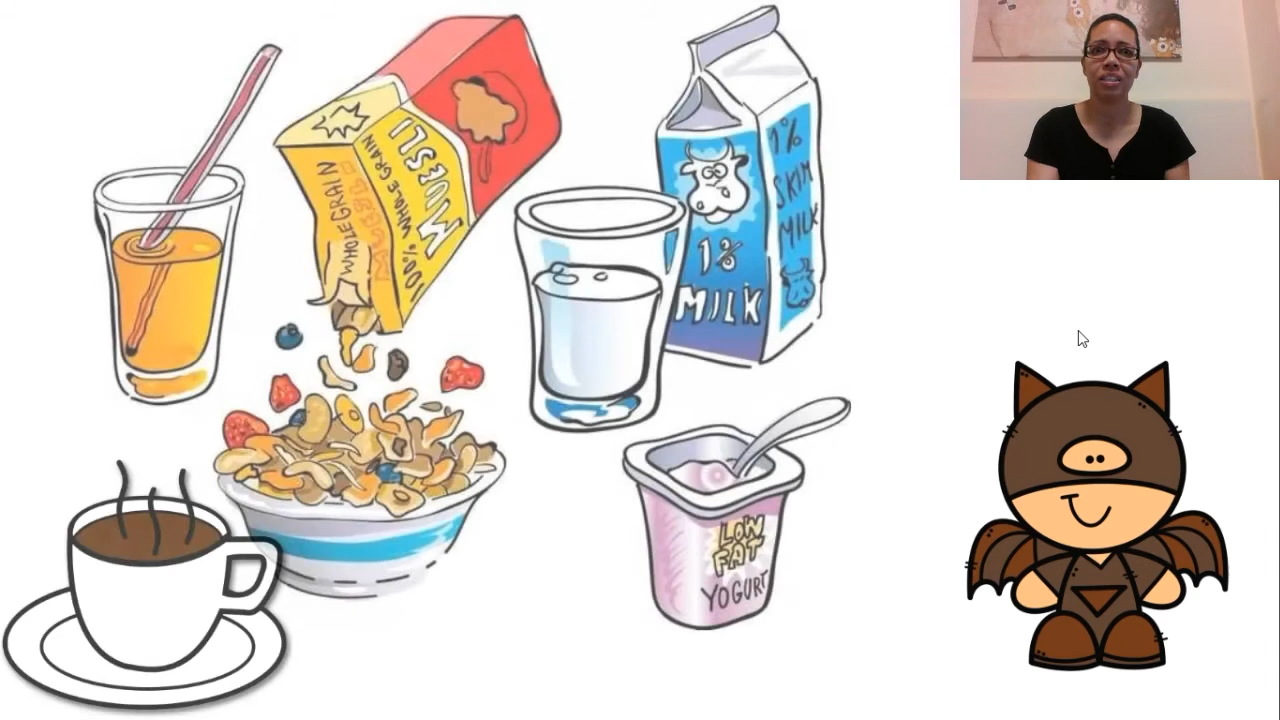 MUESLI
100% WHOLE GRAIN
WHOLE GRAIN
1%
MILK
1%
SKIM
MILK
LOW
FAT
YOGURT